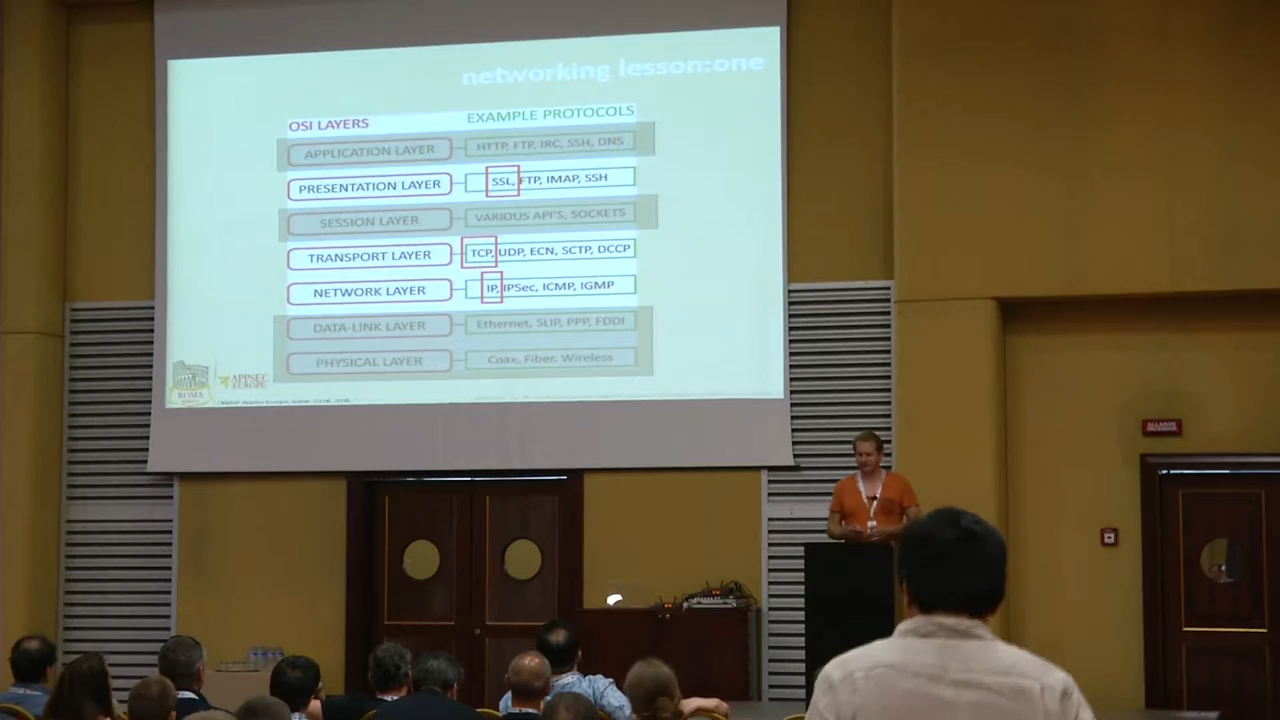 networking lesson:one
OSI LAYERS EXAMPLE PROTOCOLS
APPLICATION LAYER HTTP, FTP, IRC, SSH, DNS
PRESENTATION LAYER SSL, FTP, IMAP, SSH
SESSION LAYER VARIOUS API'S, SOCKETS
TRANSPORT LAYER TCP, UDP, ECN, SCTP, DCCP
NETWORK LAYER IP, IPSec, ICMP, IGMP
DATA-LINK LAYER Ethernet, SLIP, PPP, FDDI
PHYSICAL LAYER Coax, Fiber, Wireless
ROMA
APPSEC
EUROPE
ALLARME
INCENDIO